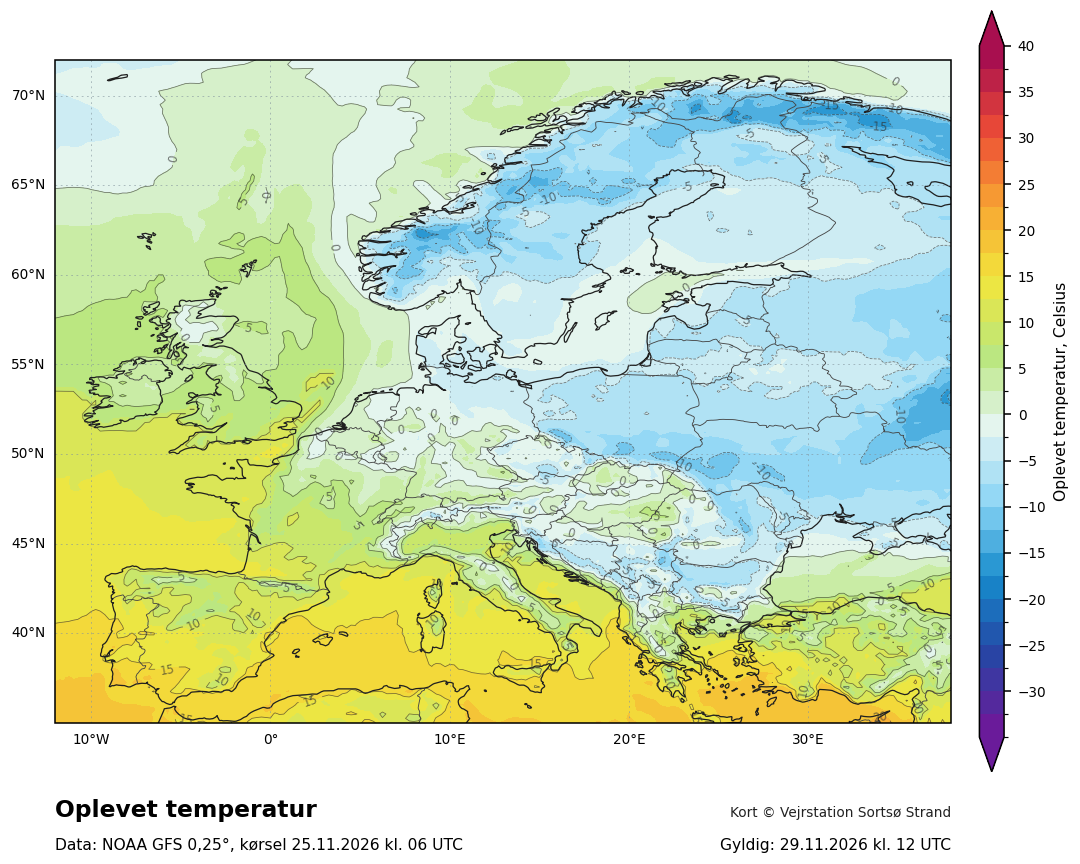 40
35
30
25
20
15
10
5
0
−5
−10
−15
−20
−25
−30
Oplevet temperatur, Celsius
70°N
65°N
60°N
55°N
50°N
45°N
40°N
10°W
0°
10°E
20°E
30°E
Oplevet temperatur
Kort © Vejrstation Sortsø Strand
Data: NOAA GFS 0,25°, kørsel 25.11.2026 kl. 06 UTC
Gyldig: 29.11.2026 kl. 12 UTC